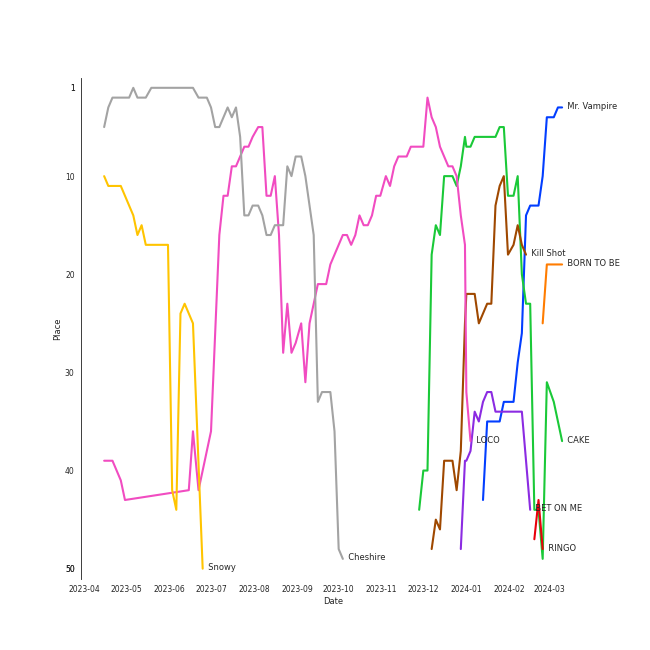 1
Mr. Vampire
10
Kill Shot
BORN TO BE
20
Place
30
LOCO
CAKE
40
BET ON ME
RINGO
Cheshire
50
Snowy
2023-04 2023-05 2023-06 2023-07 2023-08 2023-09 2023-10 2023-11 2023-12 2024-01 2024-02 2024-03
Date